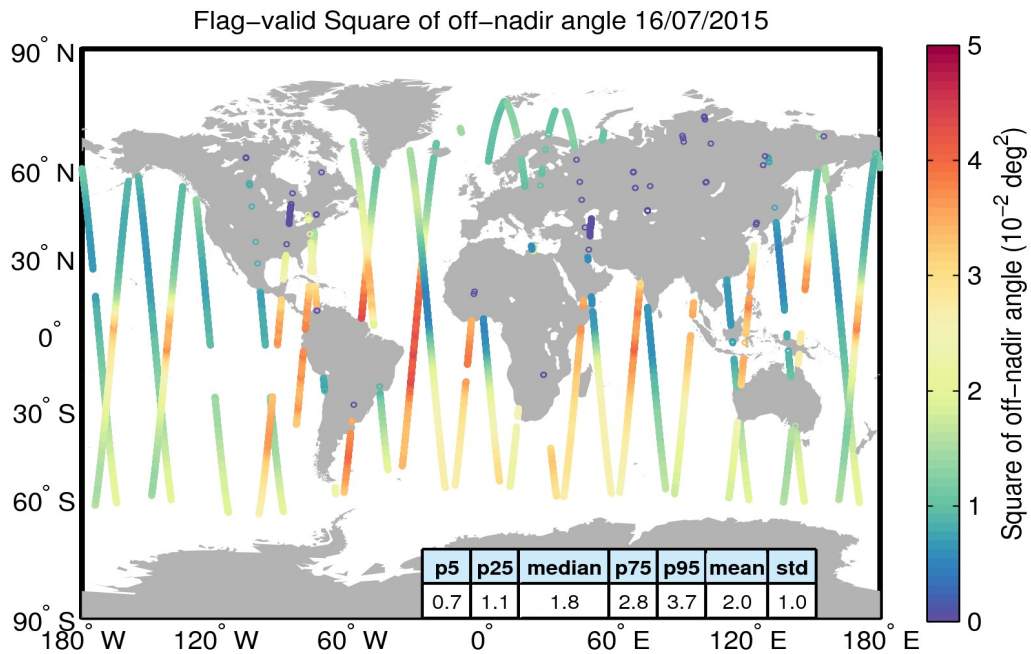 Flag−valid Square of off−nadir angle 16/07/2015
90° N
60° N
30° N
0°
30° S
60° S
90° S
180° W
120° W
60° W
0°
60° E
120° E
180° E
p5 p25 median p75 p95 mean std
0.7 1.1 1.8 2.8 3.7 2.0 1.0
5
4
3
2
1
0
Square of off−nadir angle (10⁻² deg²)